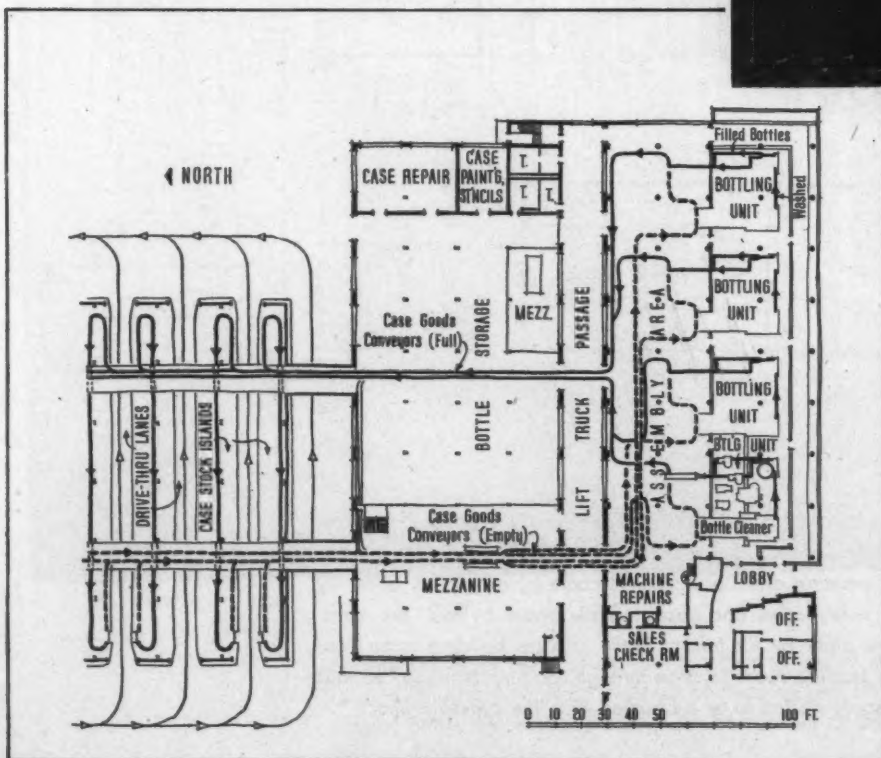 Filled Bottles
◄ NORTH
CASE REPAIR
CASE
PAINT'G,
STNCILS
T.
T.
T.
BOTTLING
UNIT
Washed
MEZZ.
STORAGE
PASSAGE
AREA
BOTTLING
UNIT
Case Goods
Conveyors (Full)
BOTTLING
UNIT
DRIVE-THRU LANES
CASE STOCK ISLANDS
BOTTLE
TRUCK
ASSEMBLY
BTLG
UNIT
LIFT
Case Goods
Conveyors (Empty)
Bottle Cleaner
MEZZANINE
MACHINE
REPAIRS
LOBBY
SALES
CHECK RM.
OFF.
OFF.
0 10 20 30 40 50 100 FT.